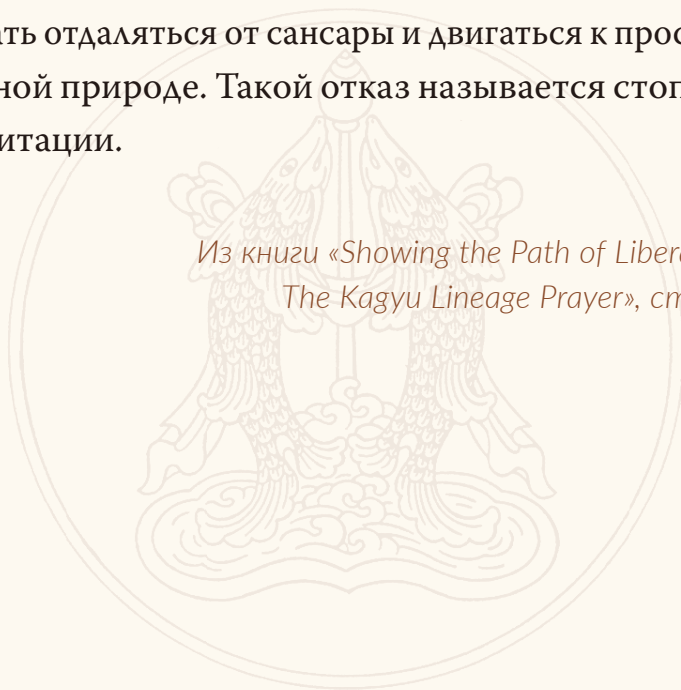 ать отдаляться от сансары и двигаться к прос
ной природе. Такой отказ называется стоп
итации.
Из книги «Showing the Path of Libera
The Kagyu Lineage Prayer», ст